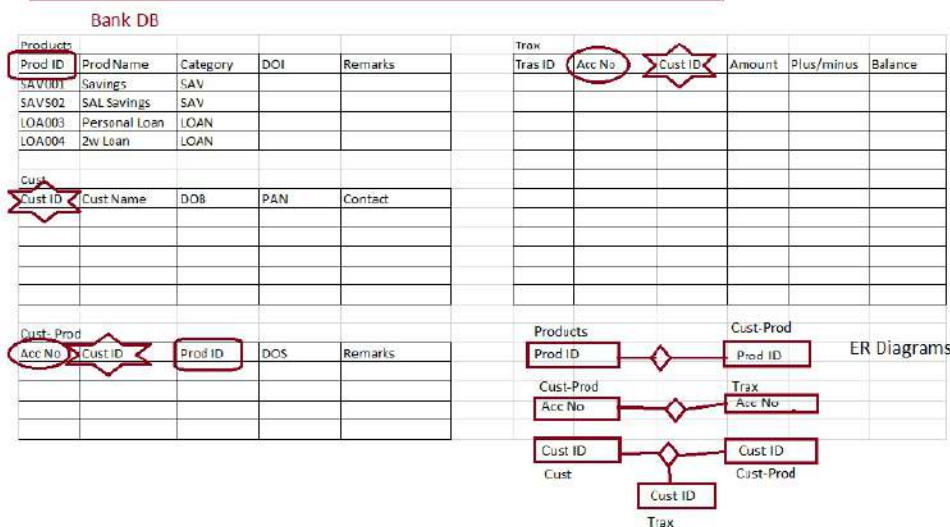 Bank DB
Products
Prod ID Prod Name Category DOI Remarks
SAV001 Savings SAV
SAVS02 SAL Savings SAV
LOA003 Personal Loan LOAN
LOA004 2w Loan LOAN
Cust
Cust ID Cust Name DOB PAN Contact
Cust- Prod
Acc No Cust ID Prod ID DOS Remarks
Trax
Tras ID Acc No Cust ID Amount Plus/minus Balance
Products Cust-Prod
Prod ID Prod ID ER Diagrams
Cust-Prod Trax
Acc No Acc No
Cust ID Cust ID
Cust Cust-Prod
Cust ID
Trax